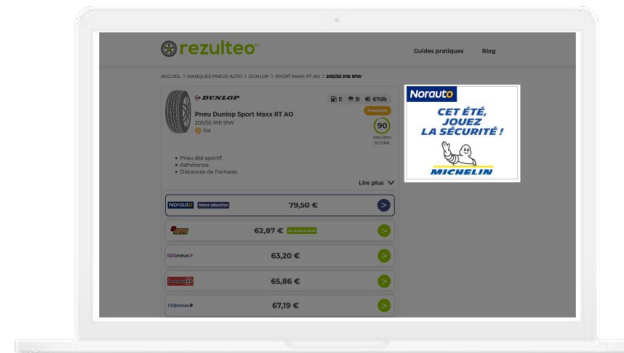 rezulteo
Guides pratiques
Blog
ACCUEIL > MARQUES PNEUS AUTO > DUNLOP > SPORT MAXX RT AO > 205/55 R16 91W
DUNLOP
E B 67db
Pneu Dunlop Sport Maxx RT AO
205/55 R16 91W
Eté
90
SCORE
• Pneu été sportif.
• Adhérence.
• Distances de freinage.
Lire plus
Norauto
79,50 €
62,87 €
63,20 €
65,86 €
67,19 €
Norauto
CET ÉTÉ,
JOUEZ
LA SÉCURITÉ !
MICHELIN